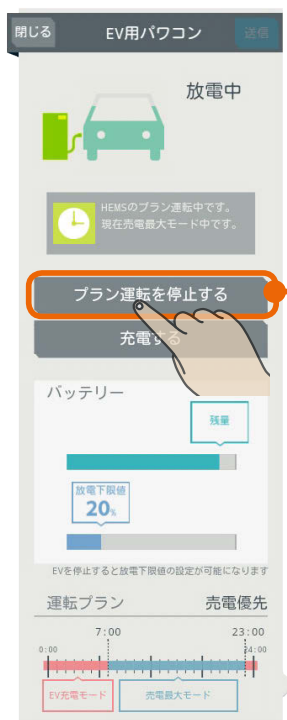 閉じる EV用パワコン 送信
放電中
HEMSのプラン運転中です。
現在売電最大モード中です。
プラン運転を停止する
充電する
バッテリー
残量
放電下限値
20%
EVを停止すると放電下限値の設定が可能になります
運転プラン 売電優先
7:00 23:00
0:00 24:00
EV充電モード 売電最大モード